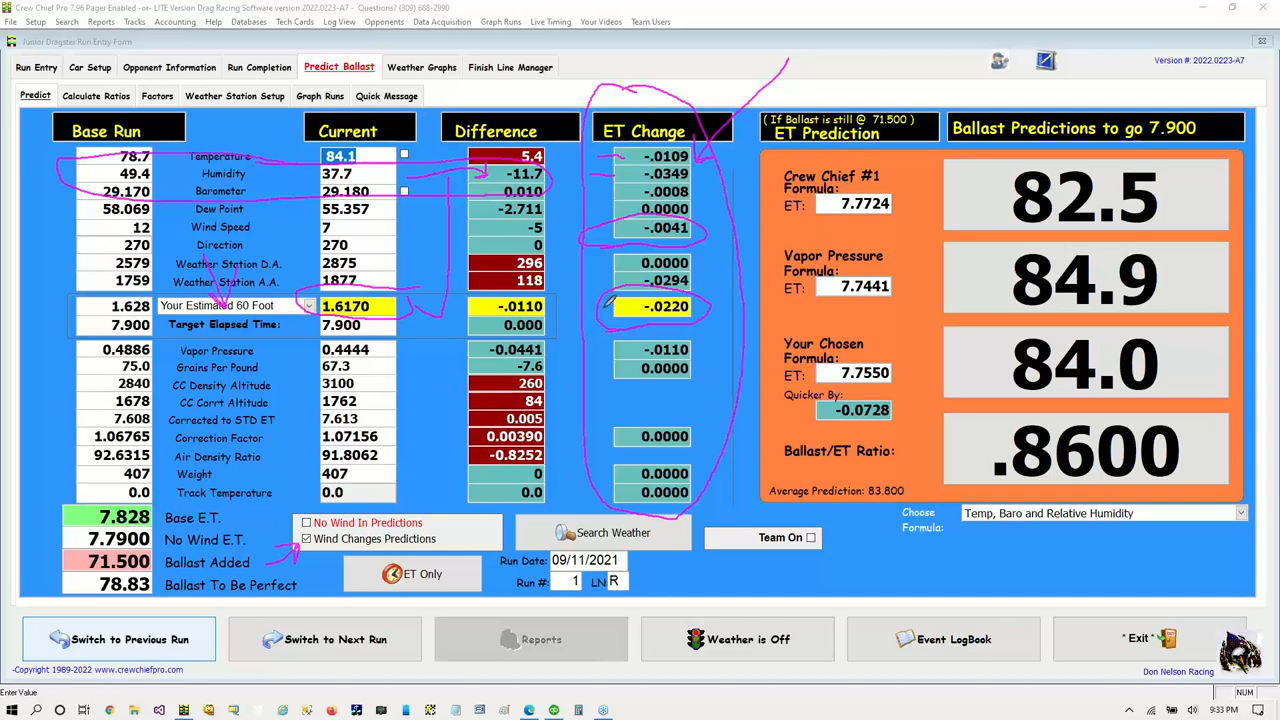 Crew Chief Pro 7.96 Pager Enabled -or- LITE Version Drag Racing Software version 2022.0223-A7 - Questions? (309) 688-2990
File Setup Search Reports Tracks Accounting Help Databases Tech Cards Log View Opponents Data Acquisition Graph Runs Live Timing Your Videos Team Users
Junior Dragster Run Entry Form
Run Entry Car Setup Opponent Information Run Completion Predict Ballast Weather Graphs Finish Line Manager Version #: 2022.0223-A7
Predict Calculate Ratios Factors Weather Station Setup Graph Runs Quick Message
Base Run Current Difference ET Change ( If Ballast is still @ 71.500 ) ET Prediction Ballast Predictions to go 7.900
78.7 Temperature 84.1 5.4 -.0109
49.4 Humidity 37.7 -11.7 -.0349
29.170 Barometer 29.180 0.010 -.0008
58.069 Dew Point 55.357 -2.711 0.0000
12 Wind Speed 7 -5 -.0041
270 Direction 270 0
2579 Weather Station D.A. 2875 296 0.0000
1759 Weather Station A.A. 1877 118 -.0294
1.628 Your Estimated 60 Foot 1.6170 -.0110 -.0220
7.900 Target Elapsed Time: 7.900 0.000
0.4886 Vapor Pressure 0.4444 -0.0441 -.0110
75.0 Grains Per Pound 67.3 -7.6 0.0000
2840 CC Density Altitude 3100 260
1678 CC Corrt Altitude 1762 84
7.608 Corrected to STD ET 7.613 0.005
1.06765 Correction Factor 1.07156 0.00390 0.0000
92.6315 Air Density Ratio 91.8062 -0.8252
407 Weight 407 0 0.0000
0.0 Track Temperature 0.0 0.0 0.0000
Crew Chief #1
Formula:
ET: 7.7724
82.5
Vapor Pressure
Formula:
ET: 7.7441
84.9
Your Chosen
Formula:
ET: 7.7550
84.0
Quicker By:
-0.0728
Ballast/ET Ratio:
.8600
Average Prediction: 83.800
7.828 Base E.T.
7.7900 No Wind E.T.
71.500 Ballast Added
78.83 Ballast To Be Perfect
No Wind In Predictions
Wind Changes Predictions
Search Weather
Team On
Choose Formula: Temp, Baro and Relative Humidity
ET Only
Run Date: 09/11/2021
Run #: 1 LN: R
Switch to Previous Run Switch to Next Run Reports Weather is Off Event LogBook * Exit *
-Copyright 1989-2022 www.crewchiefpro.com Don Nelson Racing
Enter Value NUM
9:33 PM